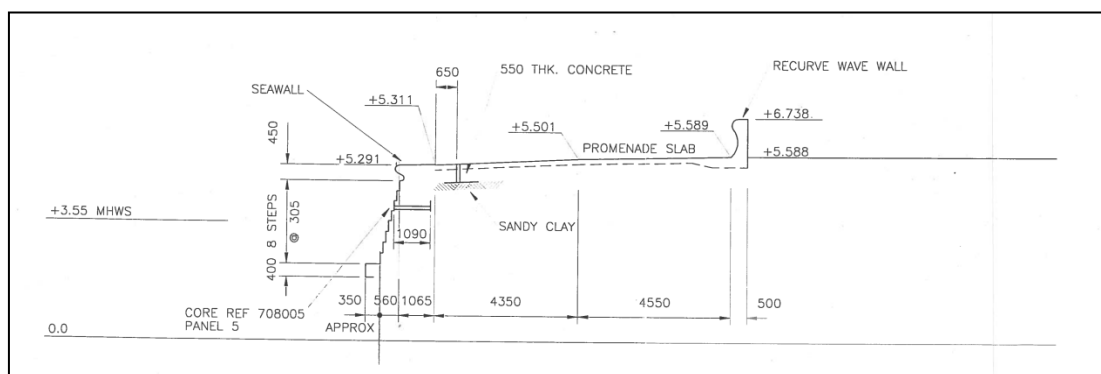 650
550 THK. CONCRETE
RECURVE WAVE WALL
SEAWALL
+5.311
450
+6.738
+5.501
+5.589
PROMENADE SLAB
+5.588
+5.291
+3.55 MHWS
8 STEPS
@ 305
SANDY CLAY
1090
400
350
560
1065
4350
4550
500
CORE REF 708005
PANEL 5
APPROX
0.0